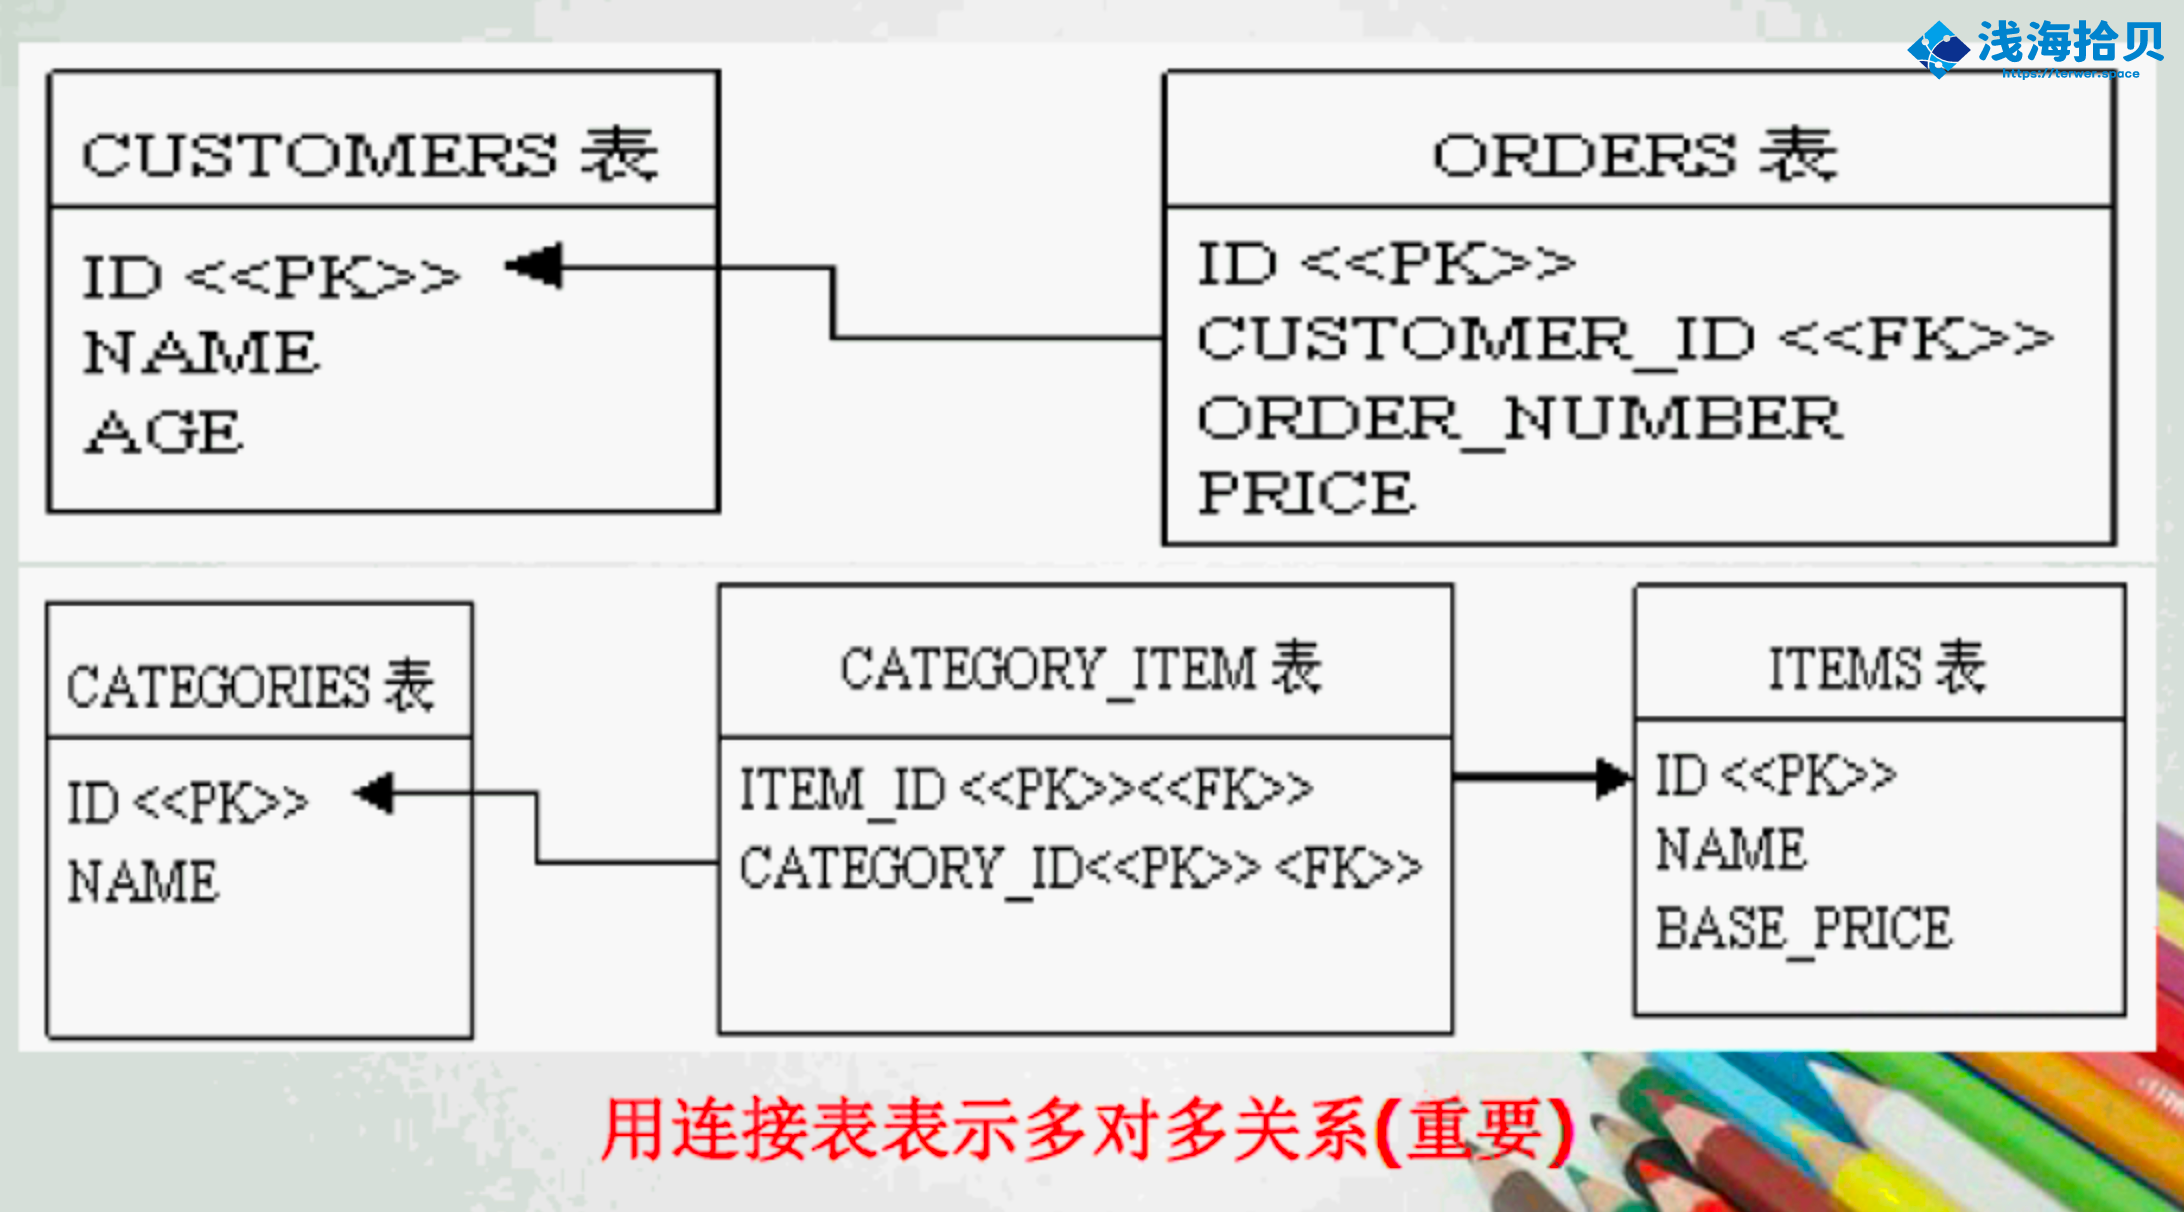 浅海拾贝
https://terwer.space
CUSTOMERS 表
ID <<PK>>
NAME
AGE
ORDERS 表
ID <<PK>>
CUSTOMER_ID <<FK>>
ORDER_NUMBER
PRICE
CATEGORIES 表
ID <<PK>>
NAME
CATEGORY_ITEM 表
ITEM_ID <<PK>><<FK>>
CATEGORY_ID<<PK>> <FK>>
ITEMS 表
ID <<PK>>
NAME
BASE_PRICE
用连接表表示多对多关系(重要)